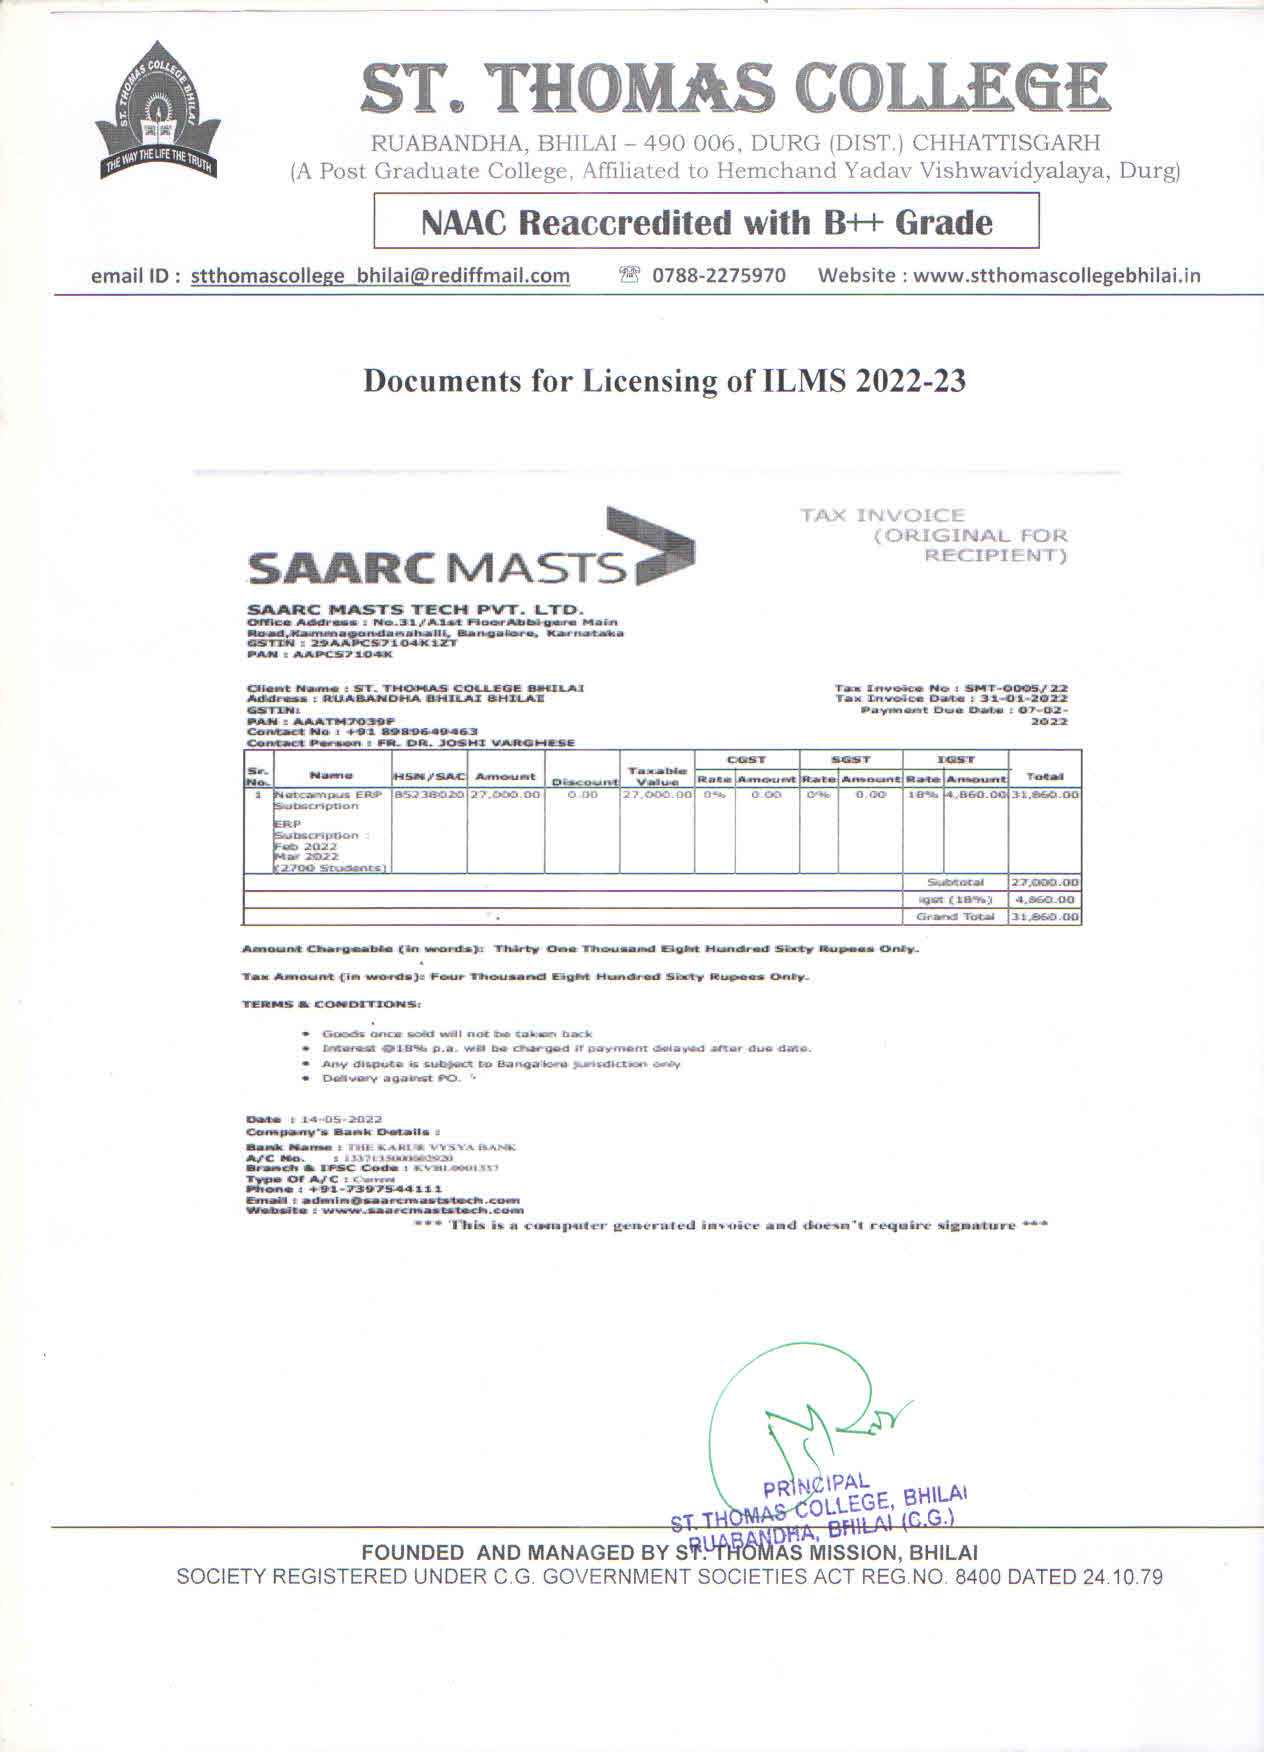 ST. THOMAS COLLEGE BHILAI
THE WAY THE LIFE THE TRUTH
ST. THOMAS COLLEGE
RUABANDHA, BHILAI – 490 006, DURG (DIST.) CHHATTISGARH
(A Post Graduate College, Affiliated to Hemchand Yadav Vishwavidyalaya, Durg)
NAAC Reaccredited with B++ Grade
email ID : stthomascollege_bhilai@rediffmail.com ☏ 0788-2275970 Website : www.stthomascollegebhilai.in
Documents for Licensing of ILMS 2022-23
TAX INVOICE
(ORIGINAL FOR
RECIPIENT)
SAARC MASTS
SAARC MASTS TECH PVT. LTD.
Office Address : No.31/A1st FloorAbbigere Main
Road,Kammagondanahalli, Bangalore, Karnataka
GSTIN : 29AAPCS7104K1ZT
PAN : AAPCS7104K
Client Name : ST. THOMAS COLLEGE BHILAI Tax Invoice No : SMT-0005/22
Address : RUABANDHA BHILAI BHILAI Tax Invoice Date : 31-01-2022
GSTIN: Payment Due Date : 07-02-
PAN : AAATM7039F 2022
Contact No : +91 8989649463
Contact Person : FR. DR. JOSHI VARGHESE
CGST SGST IGST
Sr. No. Name HSN/SAC Amount Discount Taxable Value Rate Amount Rate Amount Rate Amount Total
1 Netcampus ERP 85238020 27,000.00 0.00 27,000.00 0% 0.00 0% 0.00 18% 4,860.00 31,860.00
Subscription
ERP
Subscription :
Feb 2022
Mar 2022
(2700 Students)
Subtotal 27,000.00
igst (18%) 4,860.00
Grand Total 31,860.00
Amount Chargeable (in words): Thirty One Thousand Eight Hundred Sixty Rupees Only.
Tax Amount (in words): Four Thousand Eight Hundred Sixty Rupees Only.
TERMS & CONDITIONS:
• Goods once sold will not be taken back
• Interest @18% p.a. will be charged if payment delayed after due date.
• Any dispute is subject to Bangalore jurisdiction only
• Delivery against PO.
Date : 14-05-2022
Company's Bank Details :
Bank Name : THE KARUR VYSYA BANK
A/C No. :
Branch & IFSC Code : KVBL0001337
Type Of A/C : Current
Phone : +91-7397544111
Email : admin@saarcmaststech.com
Website : www.saarcmaststech.com
*** This is a computer generated invoice and doesn't require signature ***
PRINCIPAL
ST. THOMAS COLLEGE, BHILAI
RUABANDHA, BHILAI (C.G.)
FOUNDED AND MANAGED BY ST. THOMAS MISSION, BHILAI
SOCIETY REGISTERED UNDER C.G. GOVERNMENT SOCIETIES ACT REG.NO. 8400 DATED 24.10.79